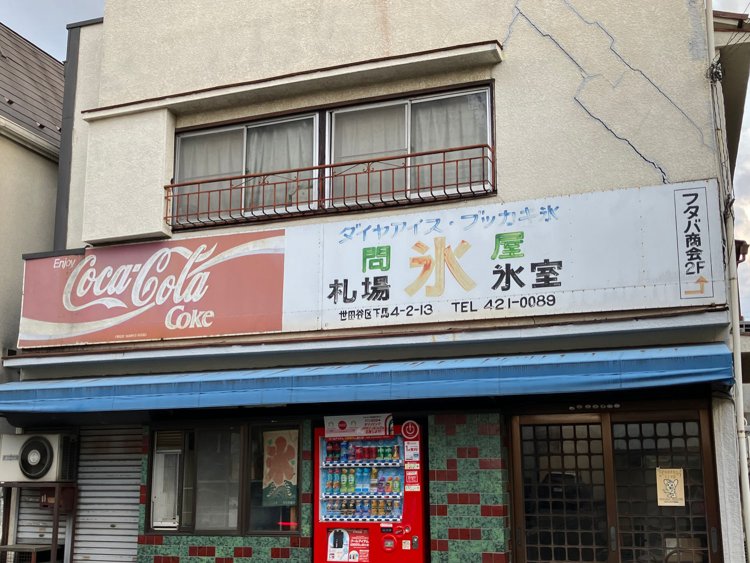 Enjoy
Coca-Cola
Coke
ダイヤアイス・ブッカキ氷
問 氷 屋
札場 氷室
世田谷区下馬4-2-13 TEL 421-0089
フタバ商会2F